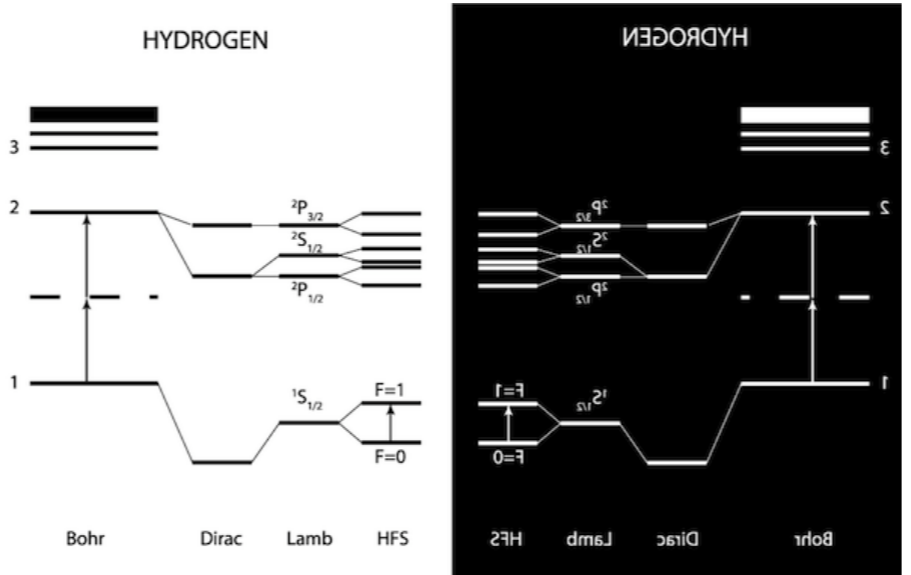 HYDROGEN
3
2
1
²P₃/₂
²S₁/₂
²P₁/₂
¹S₁/₂
F=1
F=0
Bohr Dirac Lamb HFS
HYDROGEN
3
2
1
²P₃/₂
²S₁/₂
²P₁/₂
¹S₁/₂
F=1
F=0
Bohr Dirac Lamb HFS